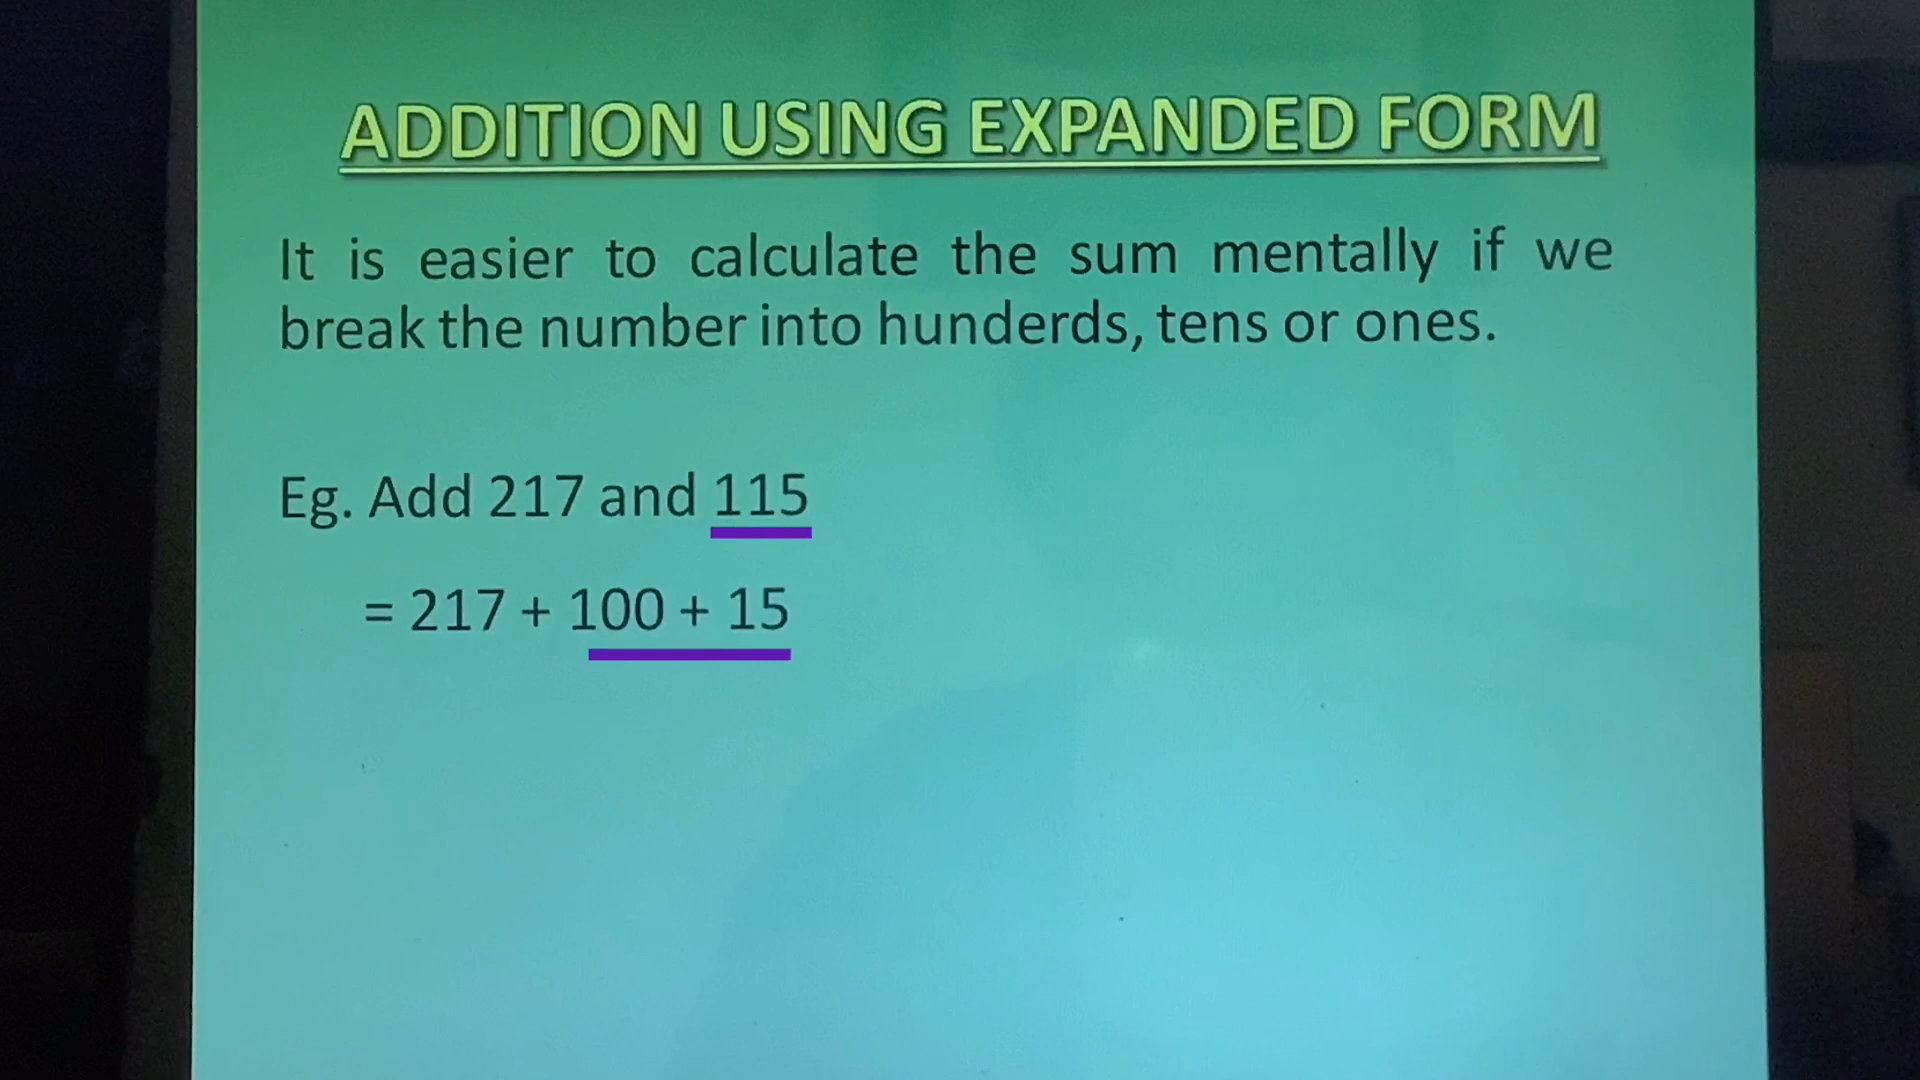 ADDITION USING EXPANDED FORM
It is easier to calculate the sum mentally if we
break the number into hunderds, tens or ones.
Eg. Add 217 and 115
= 217 + 100 + 15